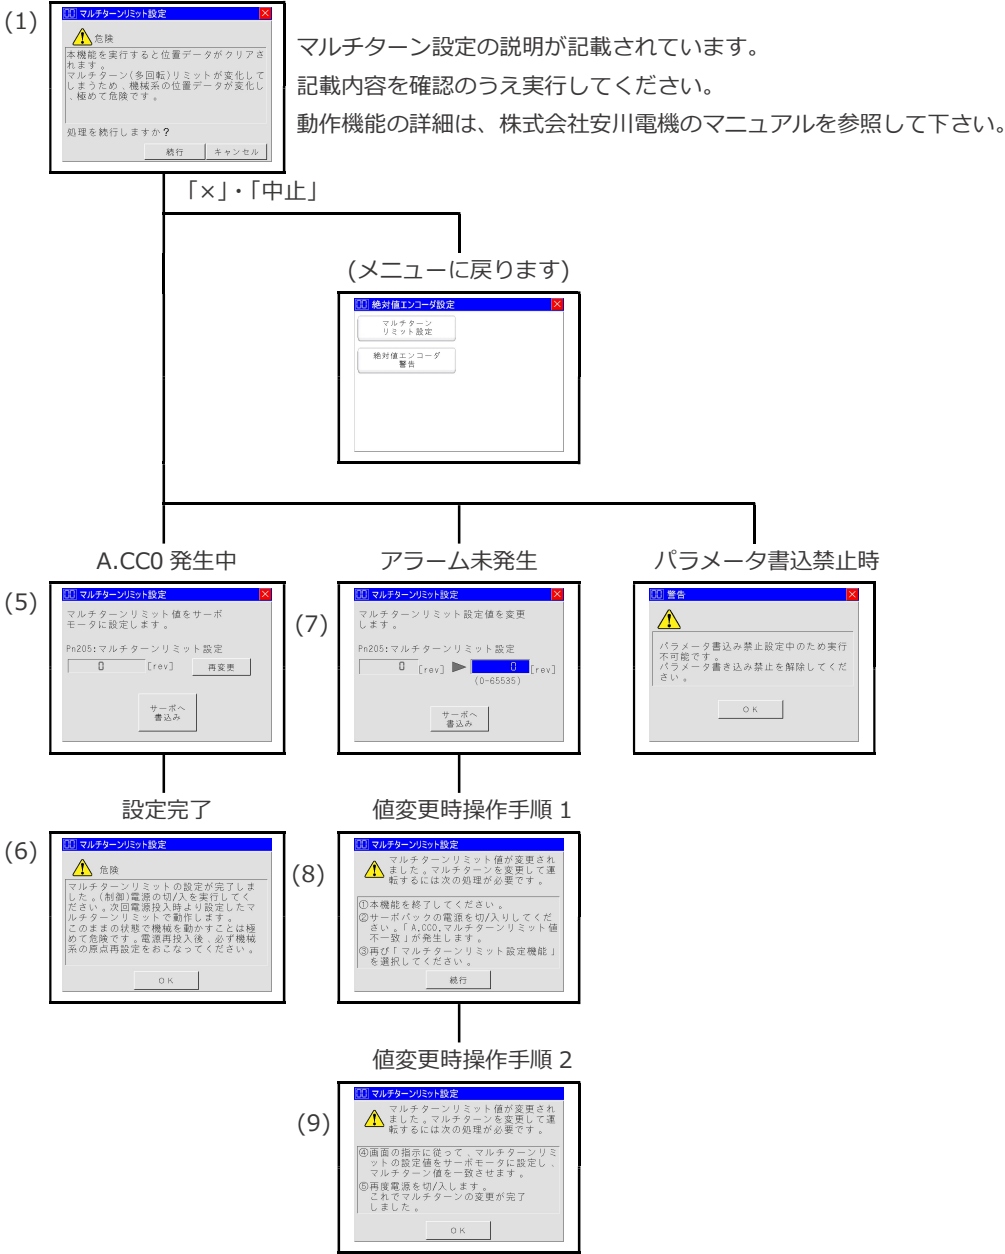 (1)
00 マルチターンリミット設定
危険
本機能を実行すると位置データがクリアさ
れます。
マルチターン(多回転)リミットが変化して
しまうため、機械系の位置データが変化し
、極めて危険です。
処理を続行しますか?
続行 キャンセル
マルチターン設定の説明が記載されています。
記載内容を確認のうえ実行してください。
動作機能の詳細は、株式会社安川電機のマニュアルを参照して下さい。
「×」・「中止」
(メニューに戻ります)
00 絶対値エンコーダ設定
マルチターン
リミット設定
絶対値エンコーダ
警告
A.CC0 発生中
(5)
00 マルチターンリミット設定
マルチターンリミット値をサーボ
モータに設定します。
Pn205:マルチターンリミット設定
0 [rev] 再変更
サーボへ
書込み
アラーム未発生
(7)
00 マルチターンリミット設定
マルチターンリミット設定値を変更
します。
Pn205:マルチターンリミット設定
0 [rev] 0 [rev]
(0-65535)
サーボへ
書込み
パラメータ書込禁止時
00 警告
パラメータ書込み禁止設定中のため実行
不可能です。
パラメータ書き込み禁止を解除してくだ
さい。
OK
設定完了
(6)
00 マルチターンリミット設定
危険
マルチターンリミットの設定が完了しま
した。(制御)電源の切/入を実行してく
ださい。次回電源投入時より設定したマ
ルチターンリミットで動作します。
このままの状態で機械を動かすことは極
めて危険です。電源再投入後、必ず機械
系の原点再設定をおこなってください。
OK
値変更時操作手順 1
(8)
00 マルチターンリミット設定
マルチターンリミット値が変更され
ました。マルチターンを変更して運
転するには次の処理が必要です。
①本機能を終了してください。
②サーボパックの電源を切/入りしてくだ
さい。「A.CC0.マルチターンリミット値
不一致」が発生します。
③再び「マルチターンリミット設定機能」
を選択してください。
続行
値変更時操作手順 2
(9)
00 マルチターンリミット設定
マルチターンリミット値が変更され
ました。マルチターンを変更して運
転するには次の処理が必要です。
④画面の指示に従って、マルチターンリミ
ットの設定値をサーボモータに設定し、
マルチターン値を一致させます。
⑤再度電源を切/入します。
これでマルチターンの変更が完了
しました。
OK